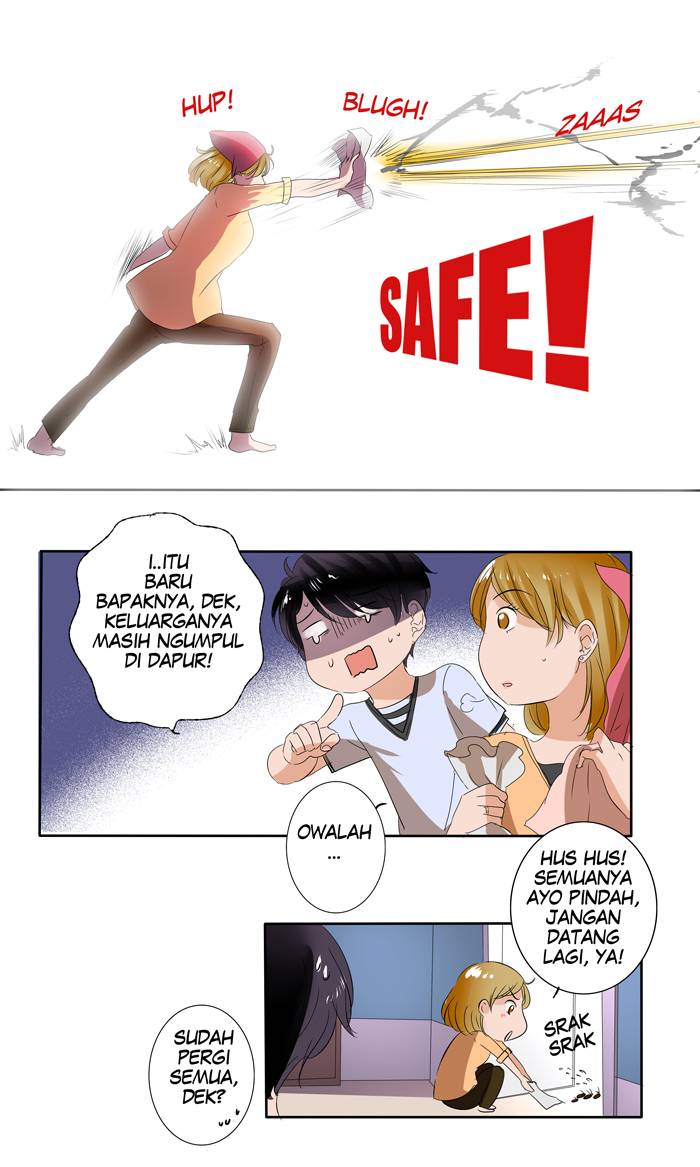 HUP!
BLUGH!
ZAAAS
SAFE!
I..ITU
BARU
BAPAKNYA, DEK,
KELUARGANYA
MASIH NGUMPUL
DI DAPUR!
OWALAH
...
HUS HUS!
SEMUANYA
AYO PINDAH,
JANGAN
DATANG
LAGI, YA!
SRAK
SRAK
SUDAH
PERGI
SEMUA,
DEK?